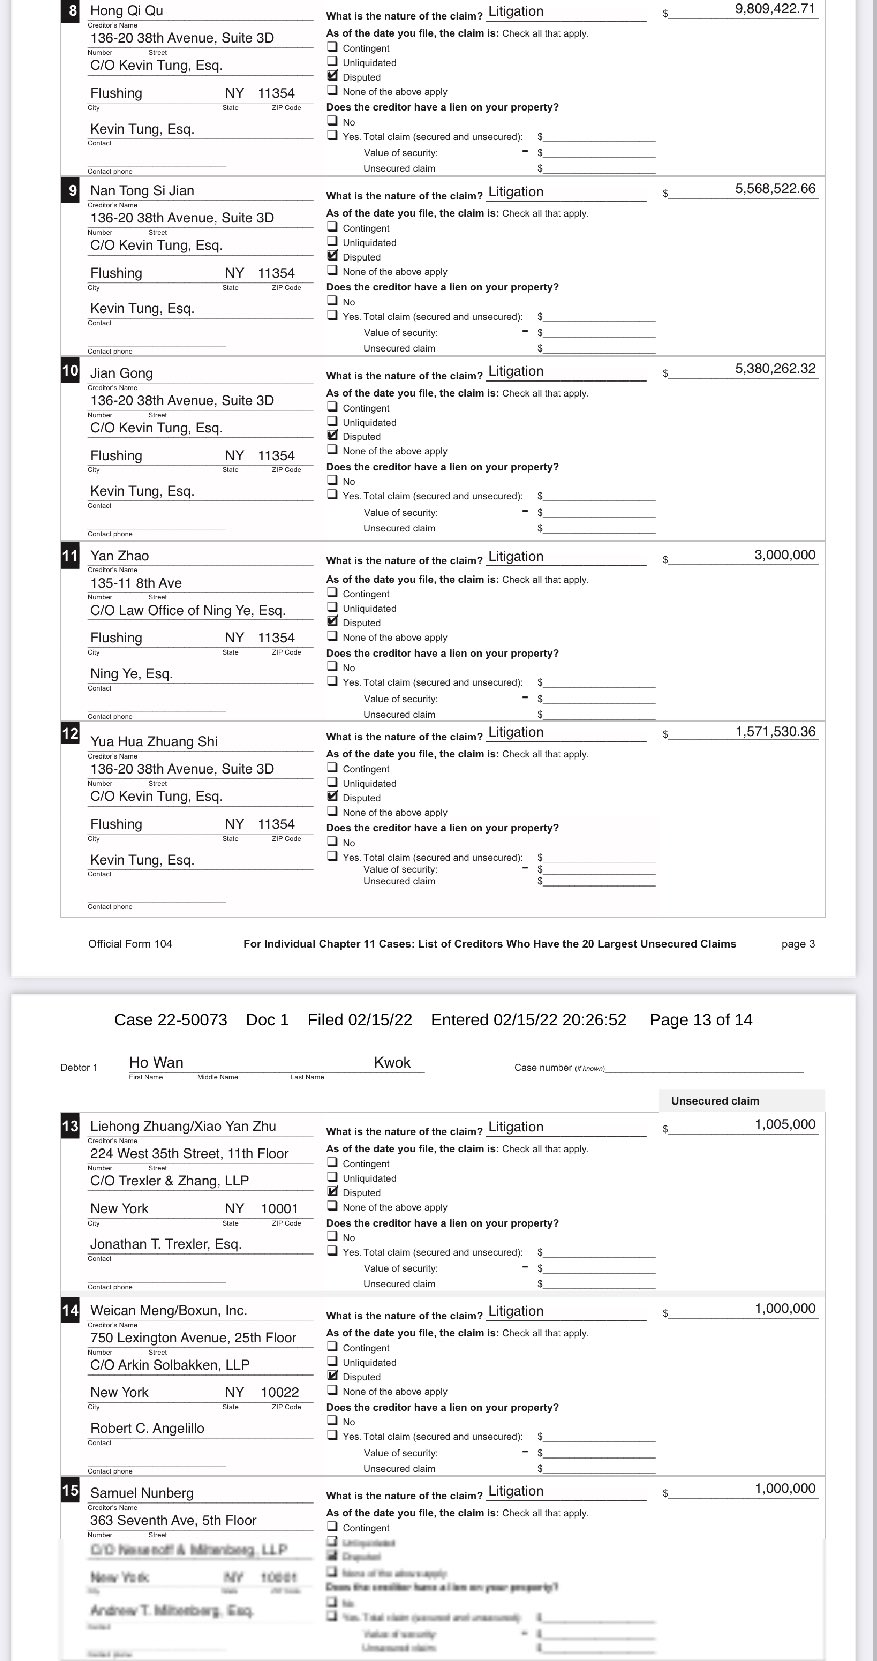 8 Hong Qi Qu What is the nature of the claim? Litigation $ 9,809,422.71
Creditor's Name
136-20 38th Avenue, Suite 3D As of the date you file, the claim is: Check all that apply.
Contingent
Number Street
C/O Kevin Tung, Esq. Unliquidated
Disputed
Flushing NY 11354 None of the above apply
City State ZIP Code Does the creditor have a lien on your property?
No
Kevin Tung, Esq. Yes. Total claim (secured and unsecured): $
Contact
Value of security: - $
Contact phone Unsecured claim $
9 Nan Tong Si Jian What is the nature of the claim? Litigation $ 5,568,522.66
Creditor's Name
136-20 38th Avenue, Suite 3D As of the date you file, the claim is: Check all that apply.
Contingent
Number Street
C/O Kevin Tung, Esq. Unliquidated
Disputed
Flushing NY 11354 None of the above apply
City State ZIP Code Does the creditor have a lien on your property?
No
Kevin Tung, Esq. Yes. Total claim (secured and unsecured): $
Contact
Value of security: - $
Contact phone Unsecured claim $
10 Jian Gong What is the nature of the claim? Litigation $ 5,380,262.32
Creditor's Name
136-20 38th Avenue, Suite 3D As of the date you file, the claim is: Check all that apply.
Contingent
Number Street
C/O Kevin Tung, Esq. Unliquidated
Disputed
Flushing NY 11354 None of the above apply
City State ZIP Code Does the creditor have a lien on your property?
No
Kevin Tung, Esq. Yes. Total claim (secured and unsecured): $
Contact
Value of security: - $
Contact phone Unsecured claim $
11 Yan Zhao What is the nature of the claim? Litigation $ 3,000,000
Creditor's Name
135-11 8th Ave As of the date you file, the claim is: Check all that apply.
Contingent
Number Street
C/O Law Office of Ning Ye, Esq. Unliquidated
Disputed
Flushing NY 11354 None of the above apply
City State ZIP Code Does the creditor have a lien on your property?
No
Ning Ye, Esq. Yes. Total claim (secured and unsecured): $
Contact
Value of security: - $
Contact phone Unsecured claim $
12 Yua Hua Zhuang Shi What is the nature of the claim? Litigation $ 1,571,530.36
Creditor's Name
136-20 38th Avenue, Suite 3D As of the date you file, the claim is: Check all that apply.
Contingent
Number Street
C/O Kevin Tung, Esq. Unliquidated
Disputed
Flushing NY 11354 None of the above apply
City State ZIP Code Does the creditor have a lien on your property?
No
Kevin Tung, Esq. Yes. Total claim (secured and unsecured): $
Contact
Value of security: - $
Unsecured claim $
Contact phone
Official Form 104 For Individual Chapter 11 Cases: List of Creditors Who Have the 20 Largest Unsecured Claims page 3
Case 22-50073 Doc 1 Filed 02/15/22 Entered 02/15/22 20:26:52 Page 13 of 14
Debtor 1 Ho Wan Kwok Case number (if known)
First Name Middle Name Last Name
Unsecured claim
13 Liehong Zhuang/Xiao Yan Zhu What is the nature of the claim? Litigation $ 1,005,000
Creditor's Name
224 West 35th Street, 11th Floor As of the date you file, the claim is: Check all that apply.
Contingent
Number Street
C/O Trexler & Zhang, LLP Unliquidated
Disputed
New York NY 10001 None of the above apply
City State ZIP Code Does the creditor have a lien on your property?
No
Jonathan T. Trexler, Esq. Yes. Total claim (secured and unsecured): $
Contact
Value of security: - $
Contact phone Unsecured claim $
14 Weican Meng/Boxun, Inc. What is the nature of the claim? Litigation $ 1,000,000
Creditor's Name
750 Lexington Avenue, 25th Floor As of the date you file, the claim is: Check all that apply.
Contingent
Number Street
C/O Arkin Solbakken, LLP Unliquidated
Disputed
New York NY 10022 None of the above apply
City State ZIP Code Does the creditor have a lien on your property?
No
Robert C. Angelillo Yes. Total claim (secured and unsecured): $
Contact
Value of security: - $
Contact phone Unsecured claim $
15 Samuel Nunberg What is the nature of the claim? Litigation $ 1,000,000
Creditor's Name
363 Seventh Ave, 5th Floor As of the date you file, the claim is: Check all that apply.
Contingent
Number Street
Unliquidated
Disputed
New York NY None of the above apply
Does the creditor have a lien on your property?
No
Yes. Total claim (secured and unsecured): $
Value of security: - $
Unsecured claim $